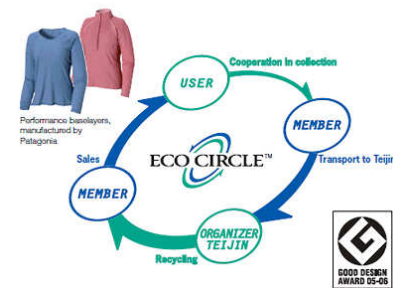 USER
Cooperation in collection
Performance baselayers,
manufactured by
Patagonia
MEMBER
Sales
ECO CIRCLE™
Transport to Teijin
MEMBER
ORGANIZER
TEIJIN
Recycling
GOOD DESIGN
AWARD 05-06